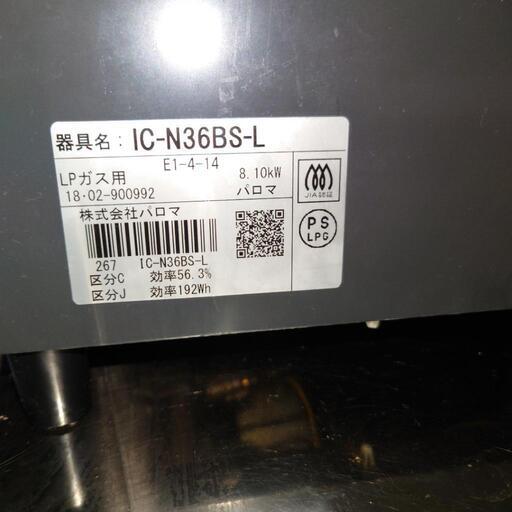 器具名： IC-N36BS-L
E1-4-14
LPガス用 8.10kW
18・02-900992 パロマ
株式会社パロマ
267 IC-N36BS-L
区分C 効率56.3%
区分J 効率192Wh
JIA認証
PS
LPG